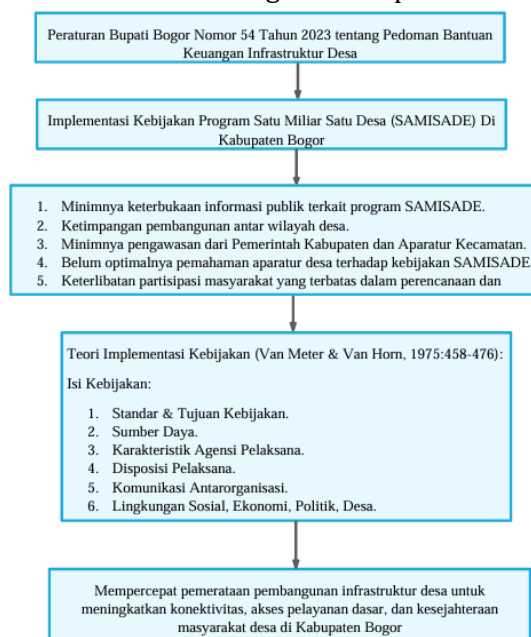 Peraturan Bupati Bogor Nomor 54 Tahun 2023 tentang Pedoman Bantuan
Keuangan Infrastruktur Desa
Implementasi Kebijakan Program Satu Miliar Satu Desa (SAMISADE) Di
Kabupaten Bogor
1. Minimnya keterbukaan informasi publik terkait program SAMISADE.
2. Ketimpangan pembangunan antar wilayah desa.
3. Minimnya pengawasan dari Pemerintah Kabupaten dan Aparatur Kecamatan.
4. Belum optimalnya pemahaman aparatur desa terhadap kebijakan SAMISADE
5. Keterlibatan partisipasi masyarakat yang terbatas dalam perencanaan dan
Teori Implementasi Kebijakan (Van Meter & Van Horn, 1975:458-476):
Isi Kebijakan:
1. Standar & Tujuan Kebijakan.
2. Sumber Daya.
3. Karakteristik Agensi Pelaksana.
4. Disposisi Pelaksana.
5. Komunikasi Antarorganisasi.
6. Lingkungan Sosial, Ekonomi, Politik, Desa.
Mempercepat pemerataan pembangunan infrastruktur desa untuk
meningkatkan konektivitas, akses pelayanan dasar, dan kesejahteraan
masyarakat desa di Kabupaten Bogor